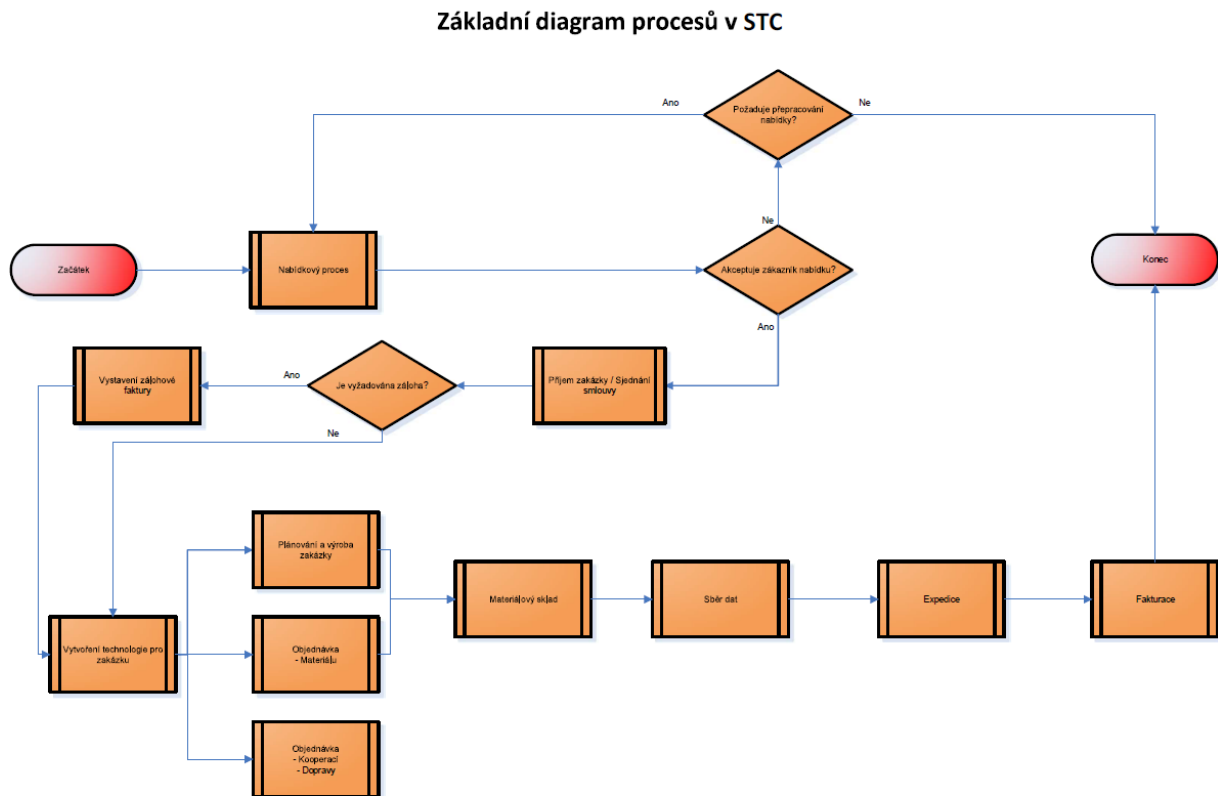 Základní diagram procesů v STC
Ano
Požaduje přepracování
nabídky?
Ne
Ne
Začátek
Nabídkový proces
Akceptuje zákazník nabídku?
Konec
Ano
Vystavení zálohové
faktury
Ano
Je vyžadována záloha?
Příjem zakázky / Sjednání
smlouvy
Ne
Plánování a výroba
zakázky
Materiálový sklad
Sběr dat
Expedice
Fakturace
Vytvoření technologie pro
zakázku
Objednávka
- Materiálu
Objednávka
- Kooperací
- Dopravy